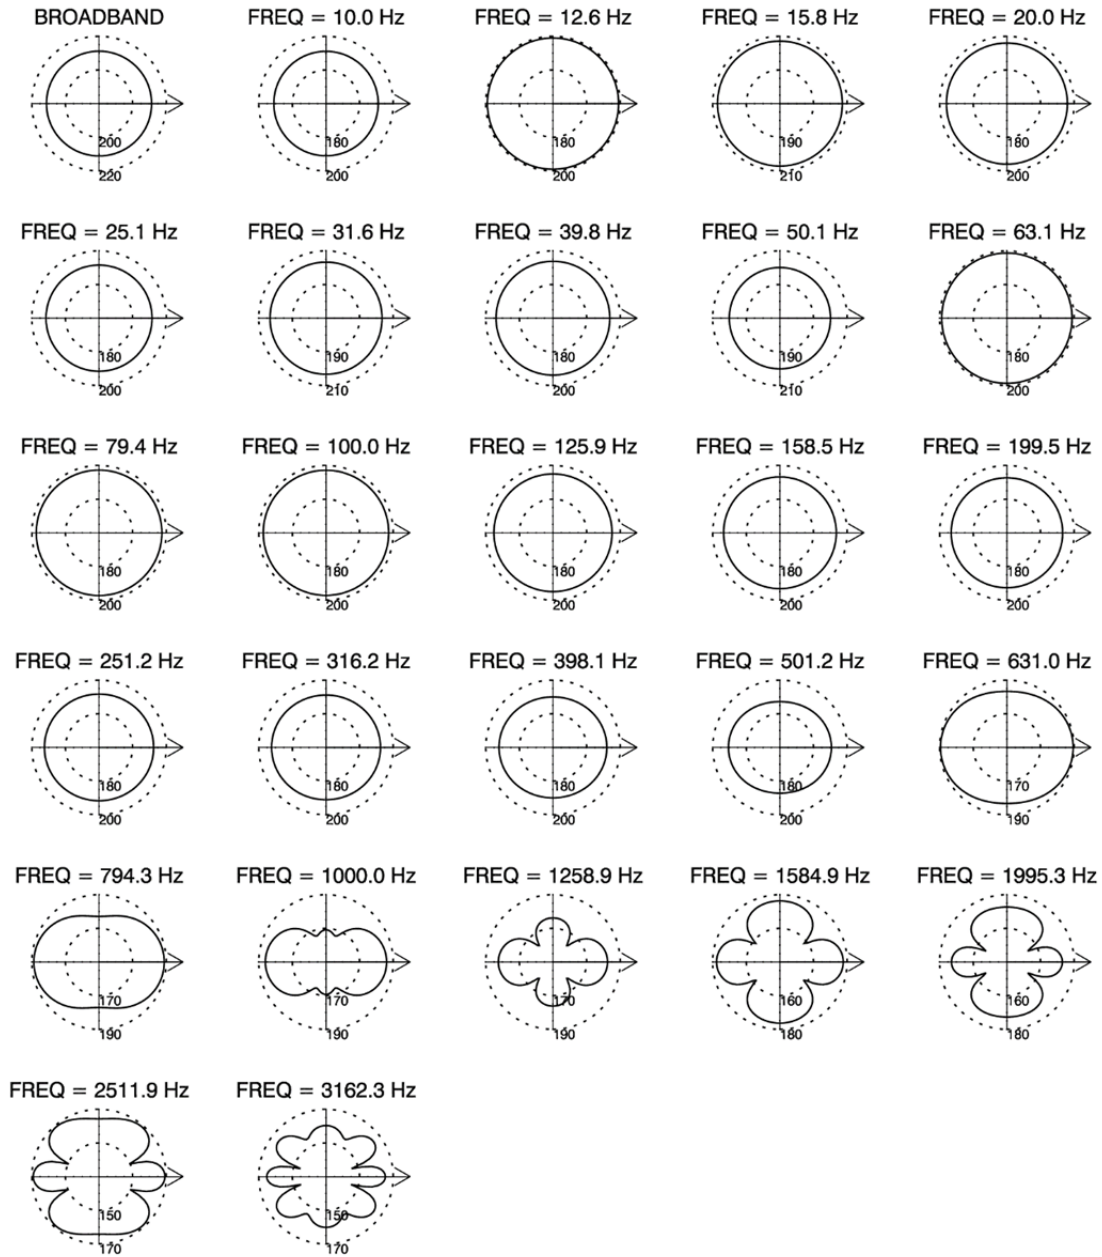 BROADBAND FREQ = 10.0 Hz FREQ = 12.6 Hz FREQ = 15.8 Hz FREQ = 20.0 Hz
200 180 180 190 180
220 200 200 210 200
FREQ = 25.1 Hz FREQ = 31.6 Hz FREQ = 39.8 Hz FREQ = 50.1 Hz FREQ = 63.1 Hz
180 190 180 190 180
200 210 200 210 200
FREQ = 79.4 Hz FREQ = 100.0 Hz FREQ = 125.9 Hz FREQ = 158.5 Hz FREQ = 199.5 Hz
180 180 180 180 180
200 200 200 200 200
FREQ = 251.2 Hz FREQ = 316.2 Hz FREQ = 398.1 Hz FREQ = 501.2 Hz FREQ = 631.0 Hz
180 180 180 180 170
200 200 200 200 190
FREQ = 794.3 Hz FREQ = 1000.0 Hz FREQ = 1258.9 Hz FREQ = 1584.9 Hz FREQ = 1995.3 Hz
170 170 170 160 160
190 190 190 180 180
FREQ = 2511.9 Hz FREQ = 3162.3 Hz
150 150
170 170